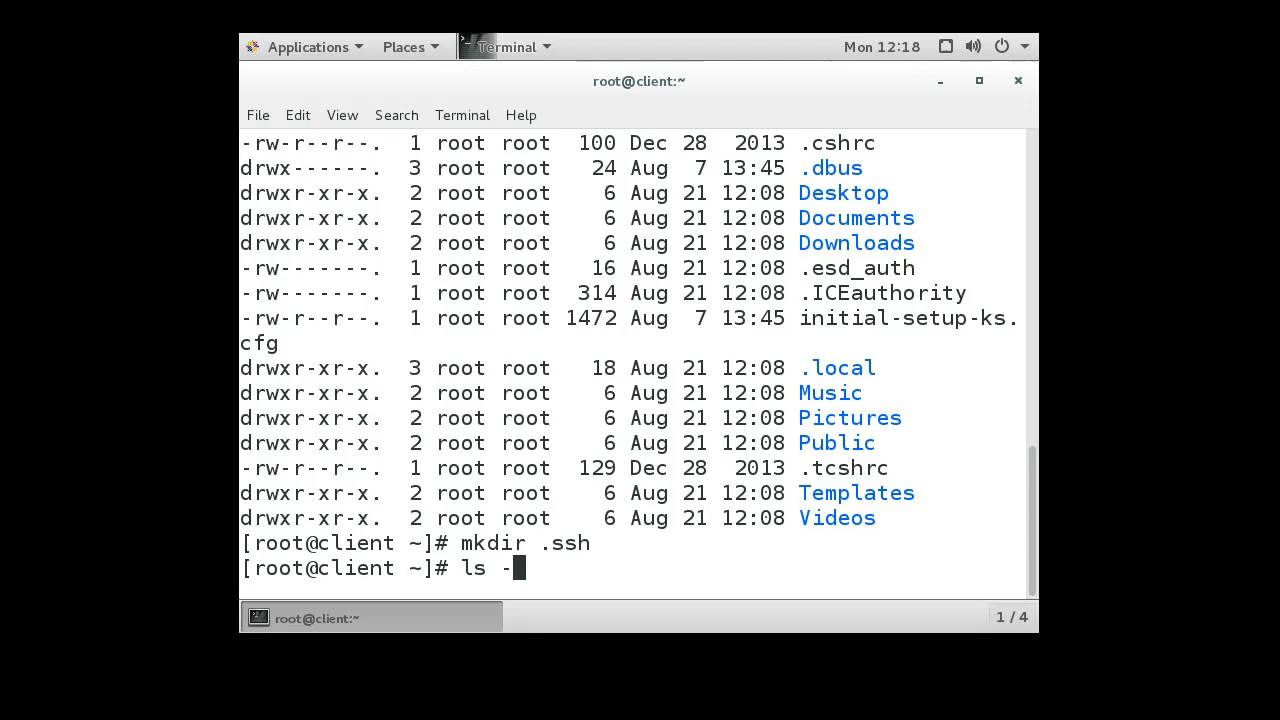 Applications Places Terminal Mon 12:18
root@client:~
File Edit View Search Terminal Help
-rw-r--r--. 1 root root 100 Dec 28 2013 .cshrc
drwx------. 3 root root 24 Aug 7 13:45 .dbus
drwxr-xr-x. 2 root root 6 Aug 21 12:08 Desktop
drwxr-xr-x. 2 root root 6 Aug 21 12:08 Documents
drwxr-xr-x. 2 root root 6 Aug 21 12:08 Downloads
-rw-------. 1 root root 16 Aug 21 12:08 .esd_auth
-rw-------. 1 root root 314 Aug 21 12:08 .ICEauthority
-rw-r--r--. 1 root root 1472 Aug 7 13:45 initial-setup-ks.
cfg
drwxr-xr-x. 3 root root 18 Aug 21 12:08 .local
drwxr-xr-x. 2 root root 6 Aug 21 12:08 Music
drwxr-xr-x. 2 root root 6 Aug 21 12:08 Pictures
drwxr-xr-x. 2 root root 6 Aug 21 12:08 Public
-rw-r--r--. 1 root root 129 Dec 28 2013 .tcshrc
drwxr-xr-x. 2 root root 6 Aug 21 12:08 Templates
drwxr-xr-x. 2 root root 6 Aug 21 12:08 Videos
[root@client ~]# mkdir .ssh
[root@client ~]# ls -
root@client:~ 1 / 4